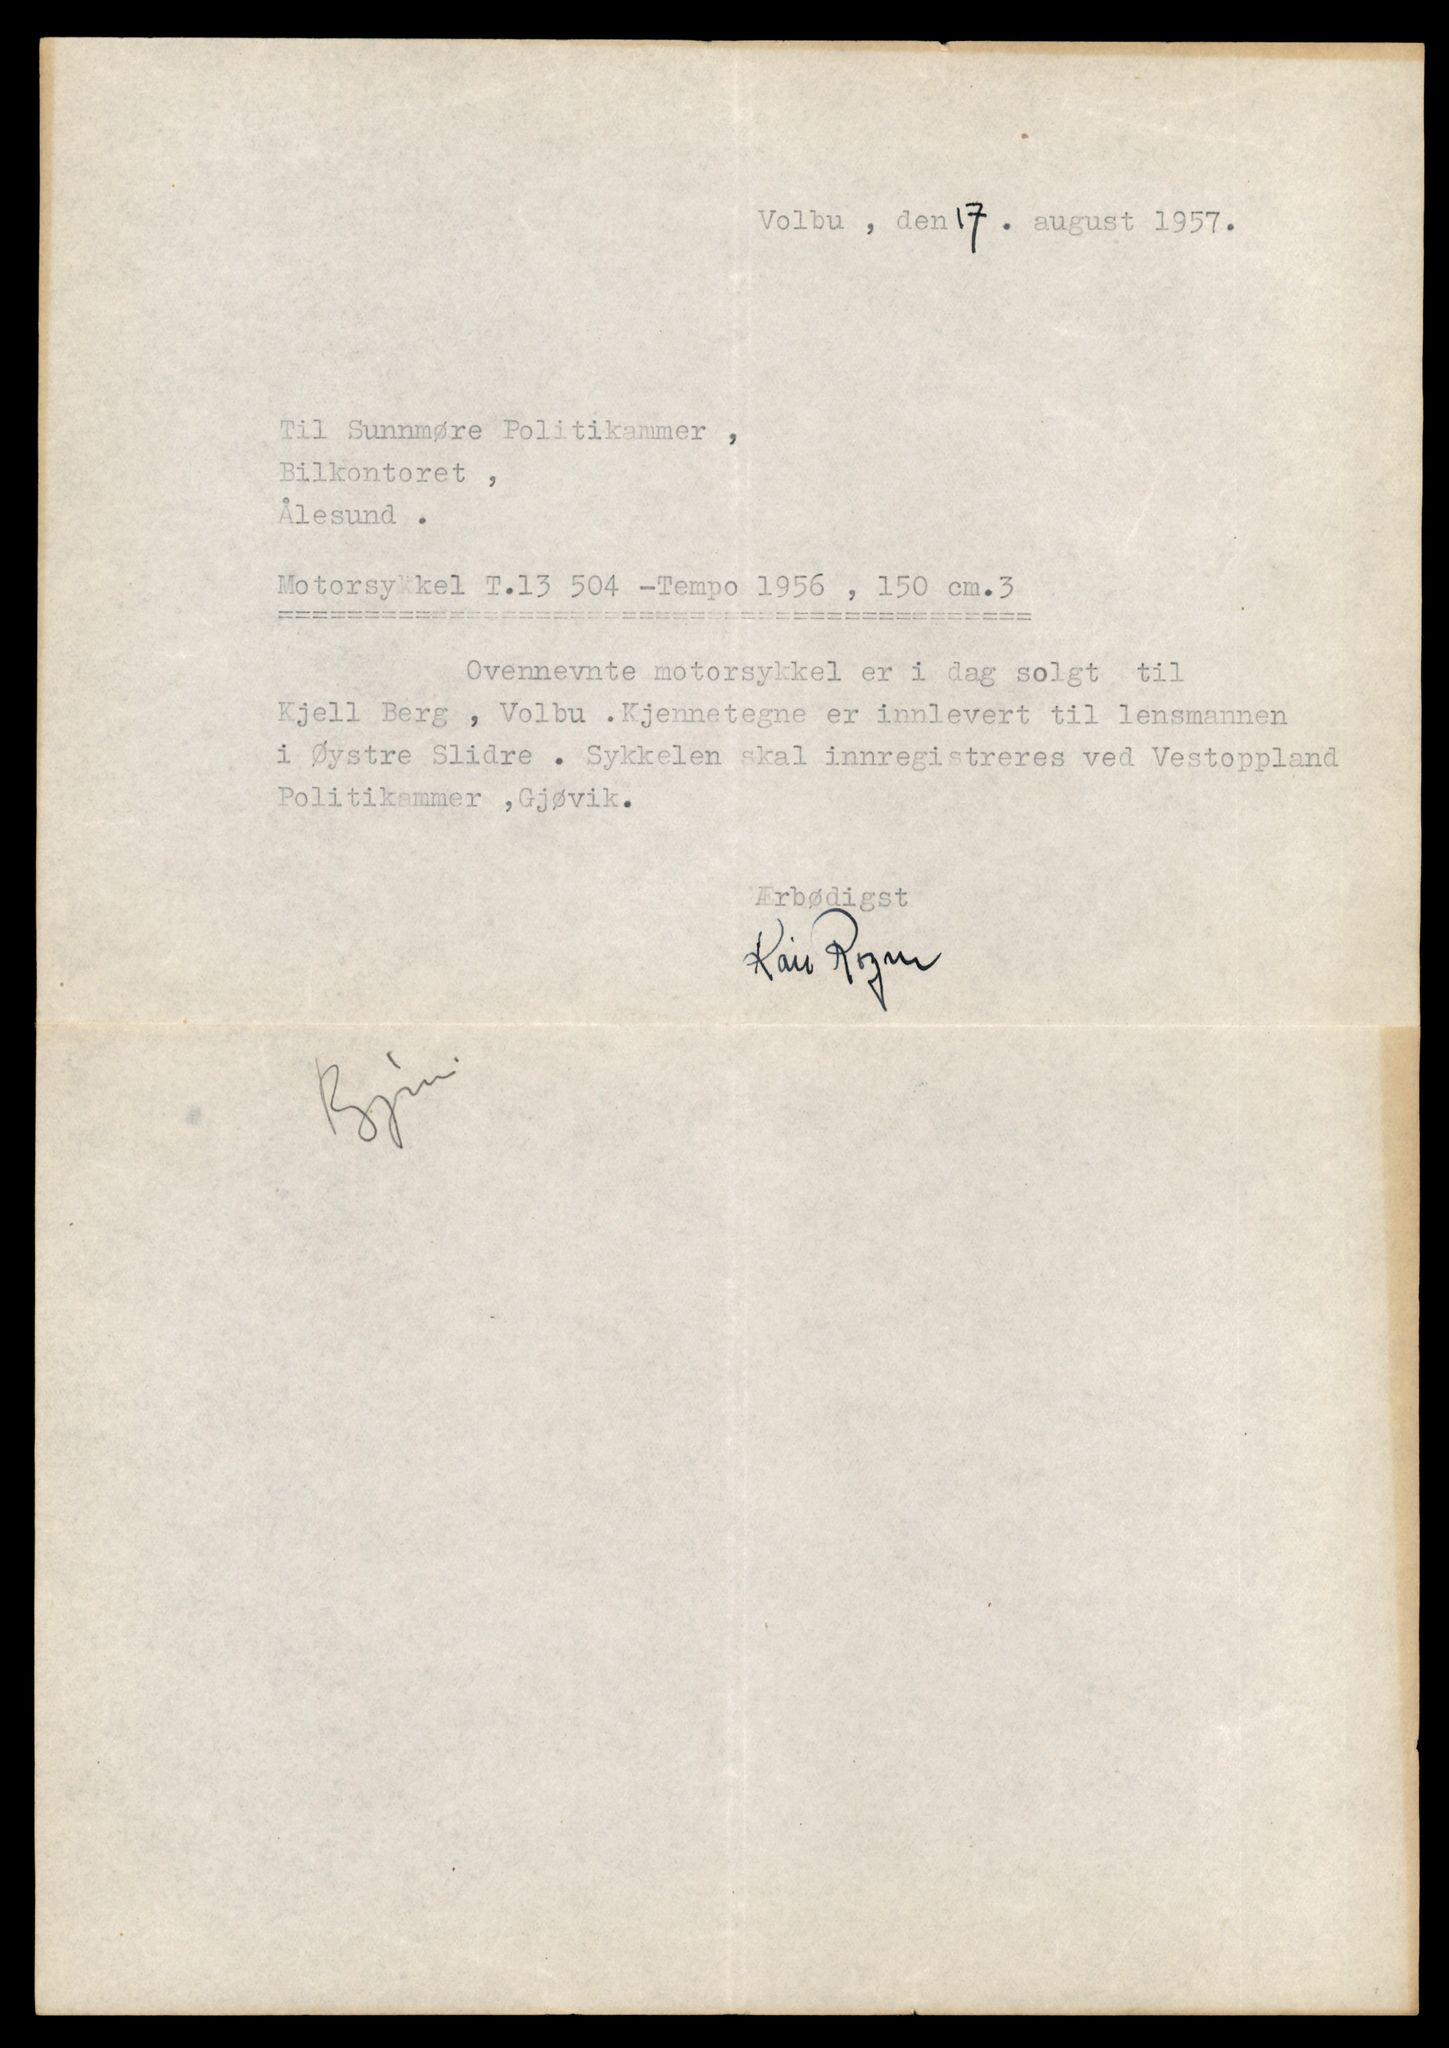 Volbu , den 17 . august 1957.
Til Sunnmøre Politikammer ,
Bilkontoret ,
Ålesund .
Motorsykkel T.13 504 -Tempo 1956 , 150 cm.3
===========================================
Ovennevnte motorsykkel er i dag solgt til
Kjell Berg , Volbu .Kjennetegne er innlevert til lensmannen
i Øystre Slidre . Sykkelen skal innregistreres ved Vestoppland
Politikammer ,Gjøvik.
Ærbødigst